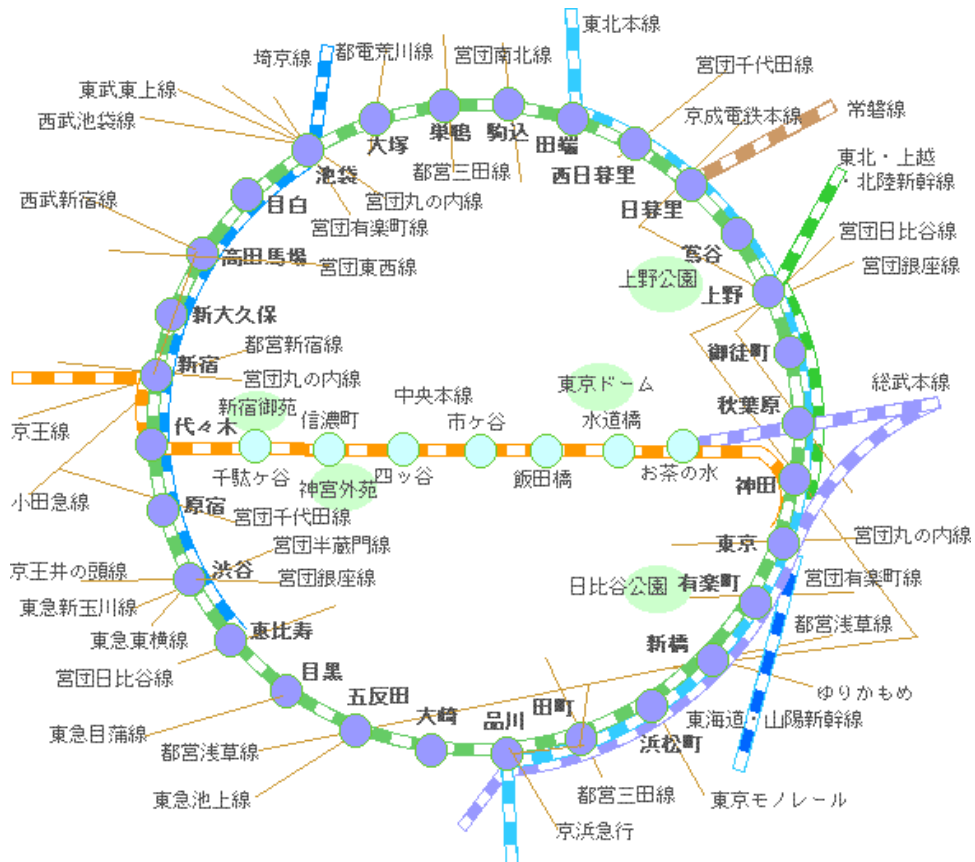 東北本線
埼京線
都電荒川線
営団南北線
営団千代田線
東武東上線
京成電鉄本線
常磐線
西武池袋線
大塚
巣鴨
駒込
田端
都営三田線
西日暮里
池袋
東北・上越
・北陸新幹線
目白
営団丸の内線
日暮里
西武新宿線
営団有楽町線
営団日比谷線
高田馬場
営団東西線
鶯谷
営団銀座線
上野公園
上野
新大久保
都営新宿線
御徒町
新宿
営団丸の内線
中央本線
東京ドーム
総武本線
新宿御苑
信濃町
市ヶ谷
水道橋
秋葉原
京王線
代々木
千駄ヶ谷
神宮外苑
四ッ谷
飯田橋
お茶の水
神田
小田急線
原宿
営団千代田線
東京
営団丸の内線
営団半蔵門線
京王井の頭線
渋谷
営団銀座線
日比谷公園
有楽町
営団有楽町線
東急新玉川線
都営浅草線
東急東横線
恵比寿
新橋
営団日比谷線
目黒
ゆりかもめ
五反田
大崎
品川
田町
東海道・山陽新幹線
東急目蒲線
浜松町
都営浅草線
東急池上線
都営三田線
東京モノレール
京浜急行